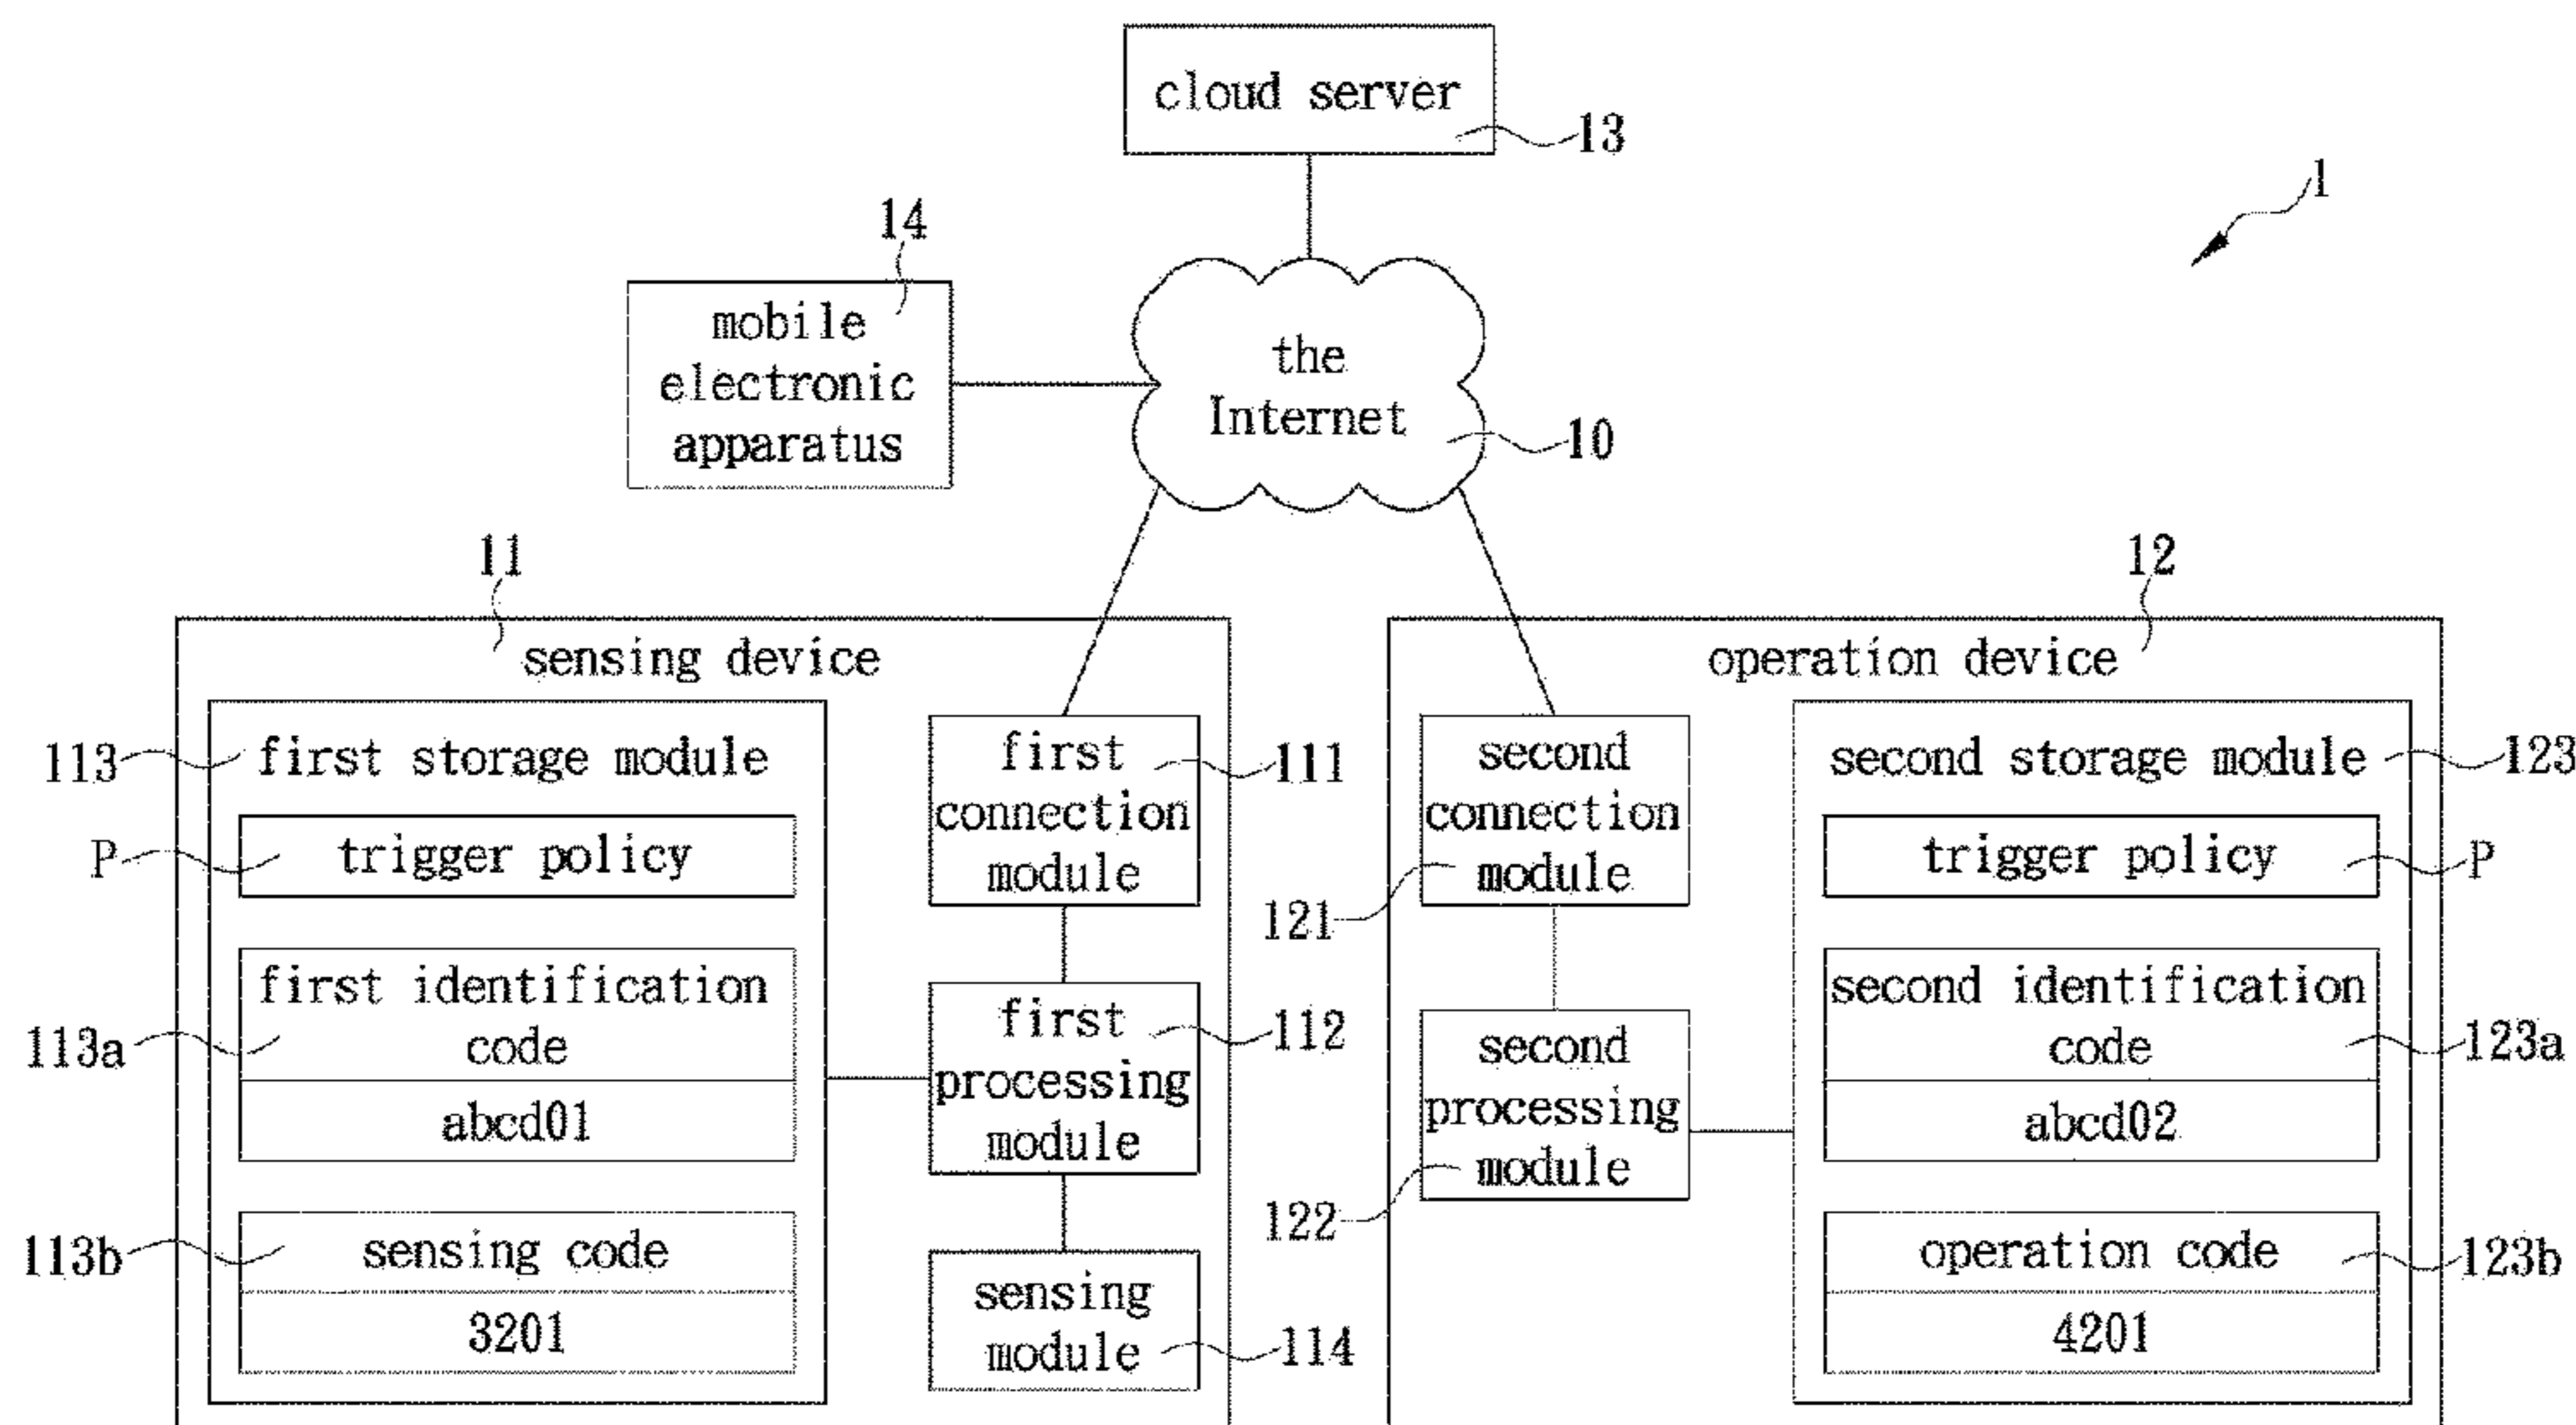 cloud server
13
1
14
mobile
electronic
apparatus
the
Internet
10
11
sensing device
113
first storage module
P
trigger policy
113a
first identification
code
abcd01
113b
sensing code
3201
first
connection
module
111
first
processing
module
112
sensing
module
114
12
operation device
second
connection
module
121
second
processing
module
122
second storage module
123
trigger policy
P
second identification
code
123a
abcd02
operation code
123b
4201